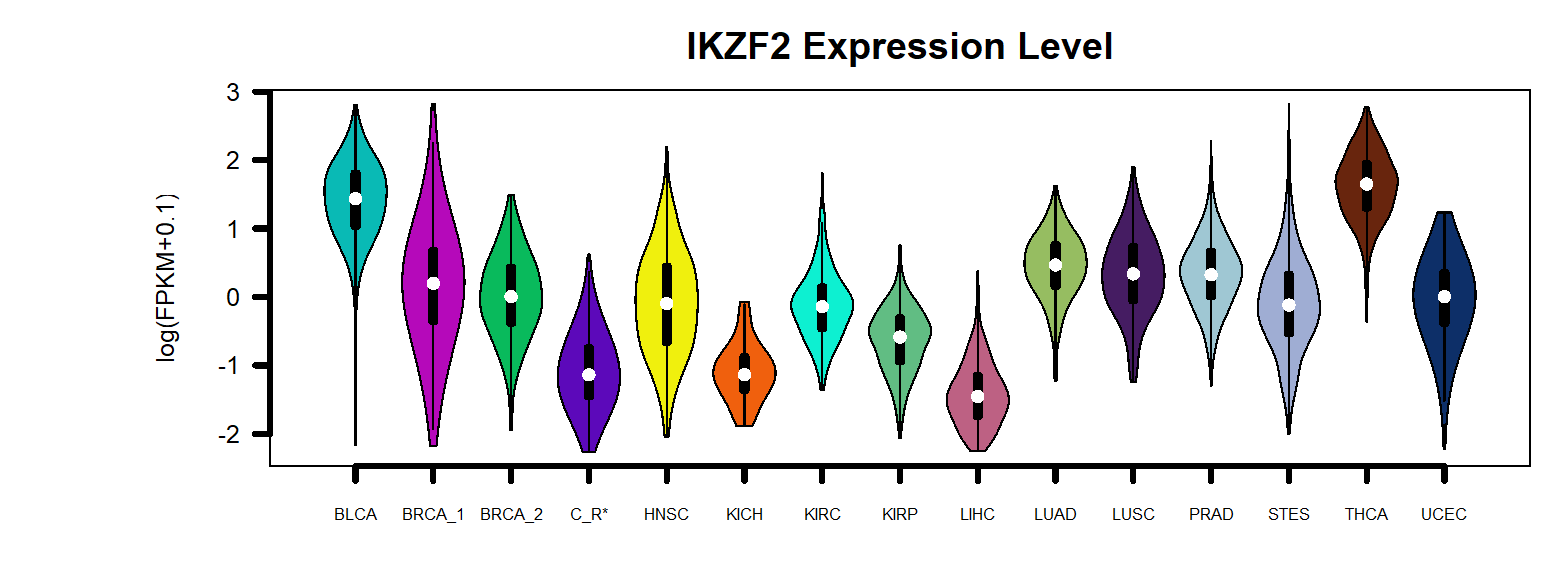 IKZF2 Expression Level
log(FPKM+0.1)
3
2
1
0
-1
-2
BLCA BRCA_1 BRCA_2 C_R* HNSC KICH KIRC KIRP LIHC LUAD LUSC PRAD STES THCA UCEC